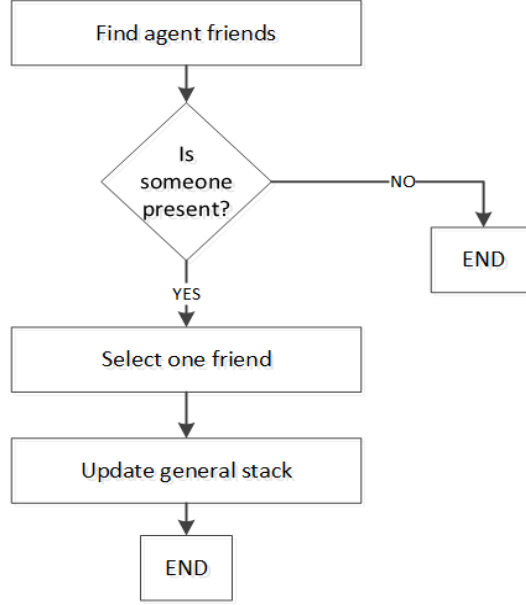 Find agent friends
Is
someone
present?
NO
END
YES
Select one friend
Update general stack
END